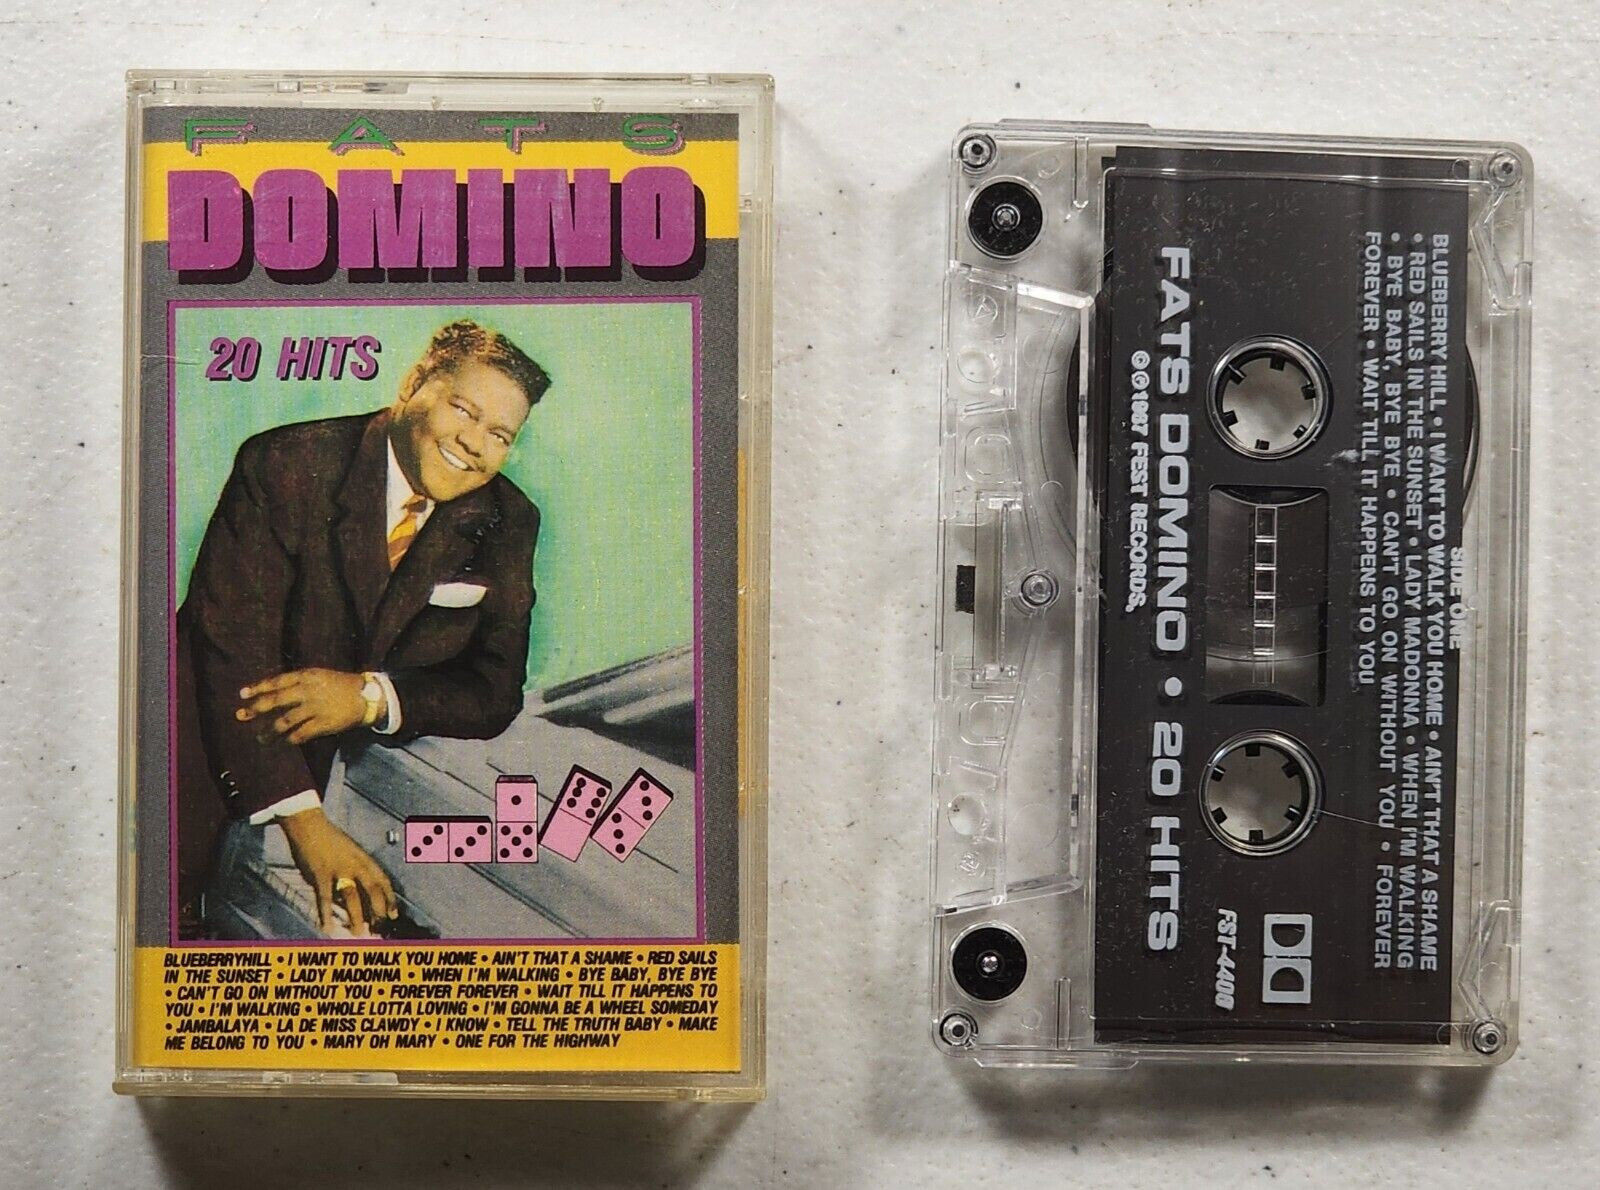 FATS
DOMINO
20 HITS
BLUEBERRYHILL • I WANT TO WALK YOU HOME • AIN'T THAT A SHAME • RED SAILS
IN THE SUNSET • LADY MADONNA • WHEN I'M WALKING • BYE BABY, BYE BYE
• CAN'T GO ON WITHOUT YOU • FOREVER FOREVER • WAIT TILL IT HAPPENS TO
YOU • I'M WALKING • WHOLE LOTTA LOVING • I'M GONNA BE A WHEEL SOMEDAY
• JAMBALAYA • LA DE MISS CLAWDY • I KNOW • TELL THE TRUTH BABY • MAKE
ME BELONG TO YOU • MARY OH MARY • ONE FOR THE HIGHWAY
SIDE ONE
BLUEBERRY HILL • I WANT TO WALK YOU HOME • AIN'T THAT A SHAME
• RED SAILS IN THE SUNSET • LADY MADONNA • WHEN I'M WALKING
• BYE BABY, BYE BYE • CAN'T GO ON WITHOUT YOU • FOREVER
FOREVER • WAIT TILL IT HAPPENS TO YOU
FST-4406
FATS DOMINO • 20 HITS
©℗1987 FEST RECORDS,